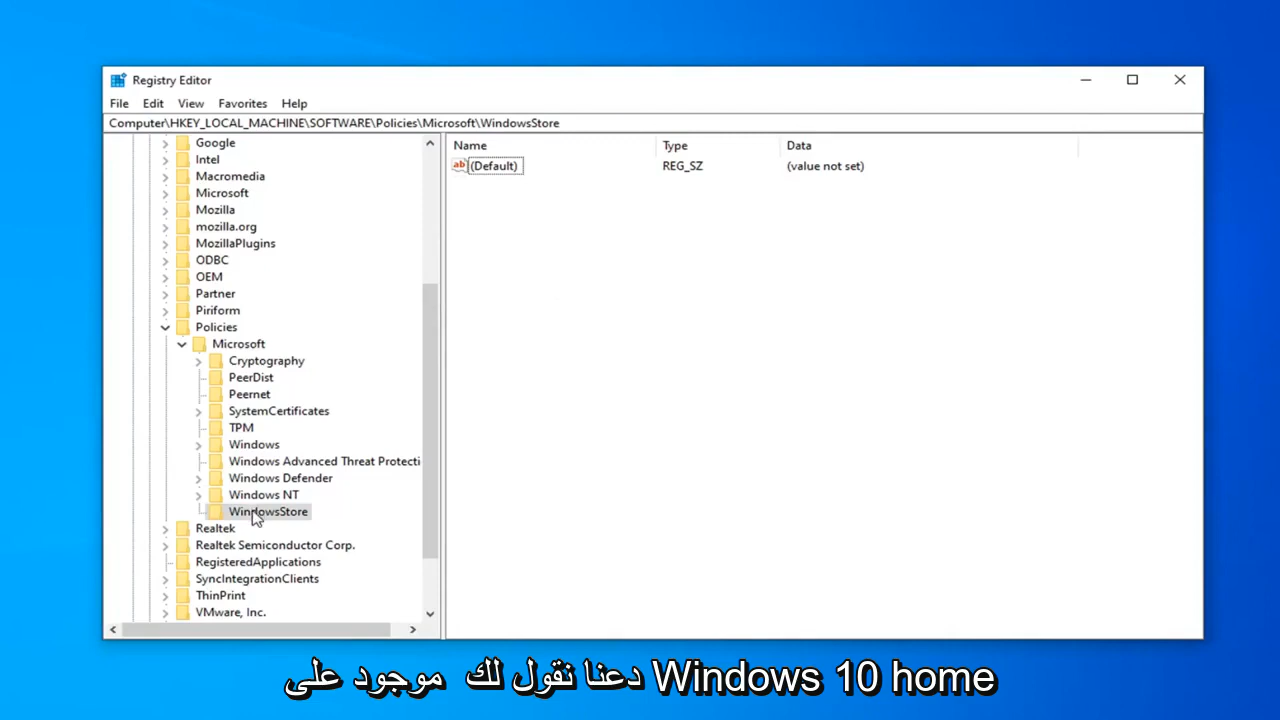 Registry Editor
File Edit View Favorites Help
Computer\HKEY_LOCAL_MACHINE\SOFTWARE\Policies\Microsoft\WindowsStore
Google
Intel
Macromedia
Microsoft
Mozilla
mozilla.org
MozillaPlugins
ODBC
OEM
Partner
Piriform
Policies
Microsoft
Cryptography
PeerDist
Peernet
SystemCertificates
TPM
Windows
Windows Advanced Threat Protecti
Windows Defender
Windows NT
WindowsStore
Realtek
Realtek Semiconductor Corp.
RegisteredApplications
SyncIntegrationClients
ThinPrint
VMware, Inc.
Name Type Data
ab (Default) REG_SZ (value not set)
دعنا نقول لك موجود على Windows 10 home